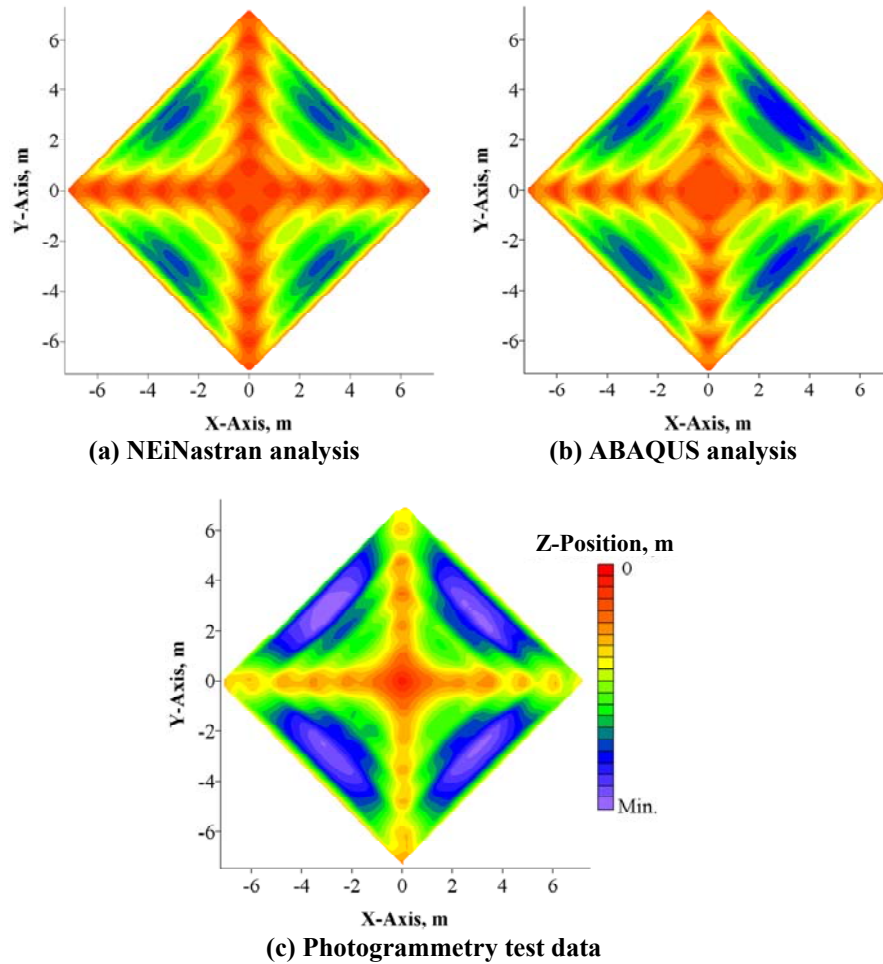 6
4
2
0
-2
-4
-6
Y-Axis, m
-6 -4 -2 0 2 4 6
X-Axis, m
(a) NEiNastran analysis
6
4
2
0
-2
-4
-6
Y-Axis, m
-6 -4 -2 0 2 4 6
X-Axis, m
(b) ABAQUS analysis
6
4
2
0
-2
-4
-6
Y-Axis, m
-6 -4 -2 0 2 4 6
X-Axis, m
Z-Position, m
0
Min.
(c) Photogrammetry test data